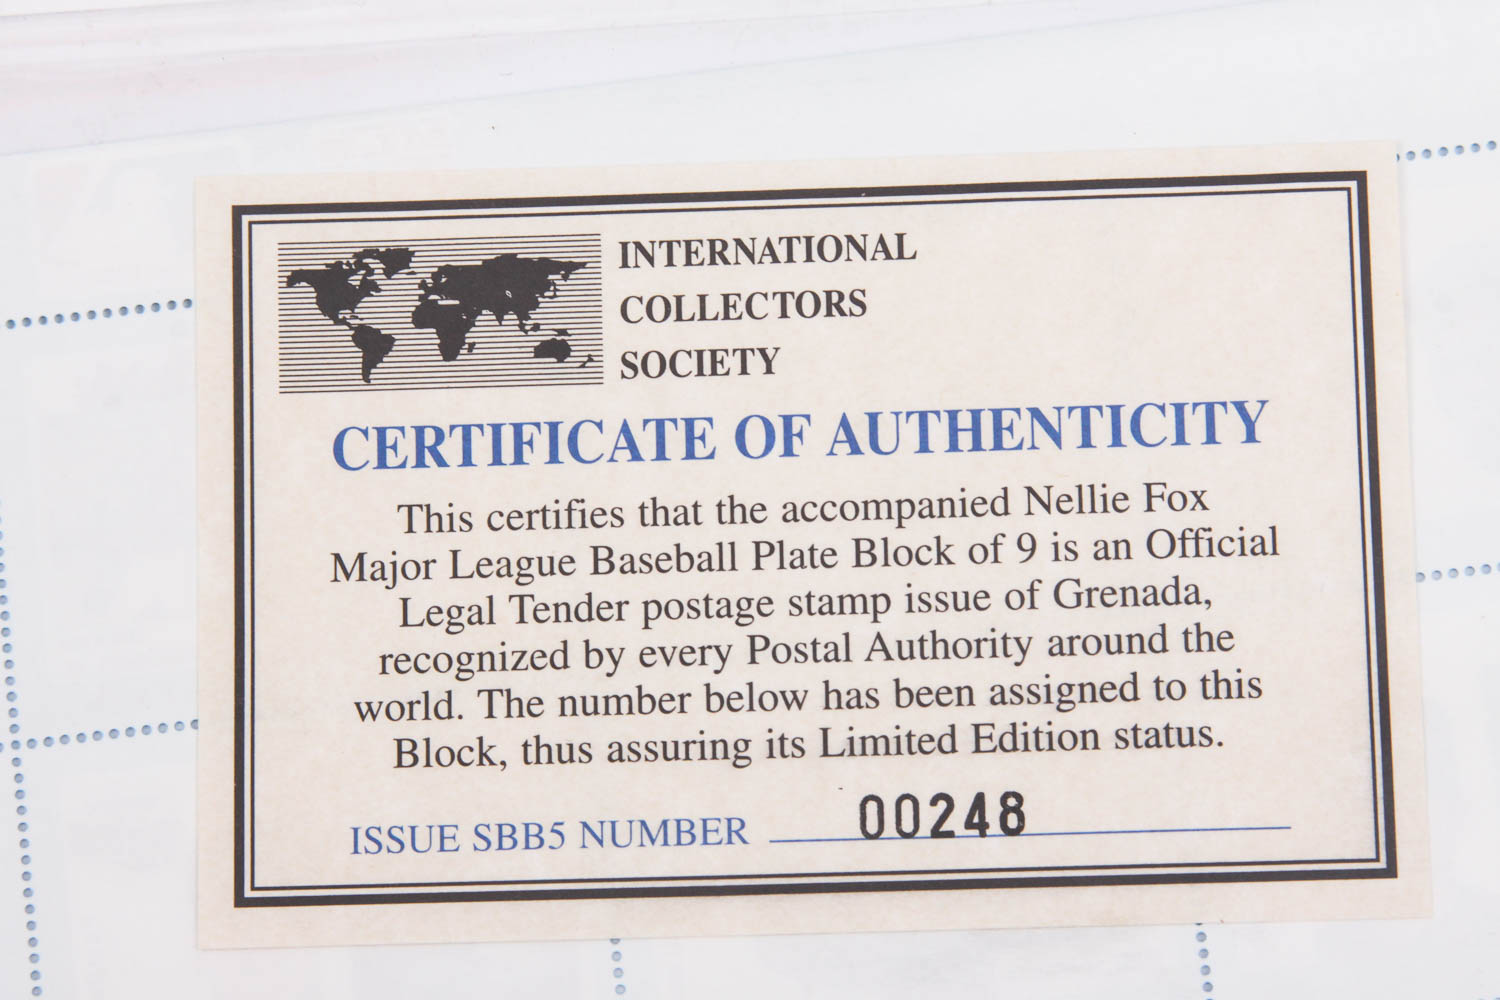 INTERNATIONAL
COLLECTORS
SOCIETY
CERTIFICATE OF AUTHENTICITY
This certifies that the accompanied Nellie Fox
Major League Baseball Plate Block of 9 is an Official
Legal Tender postage stamp issue of Grenada,
recognized by every Postal Authority around the
world. The number below has been assigned to this
Block, thus assuring its Limited Edition status.
ISSUE SBB5 NUMBER 00248